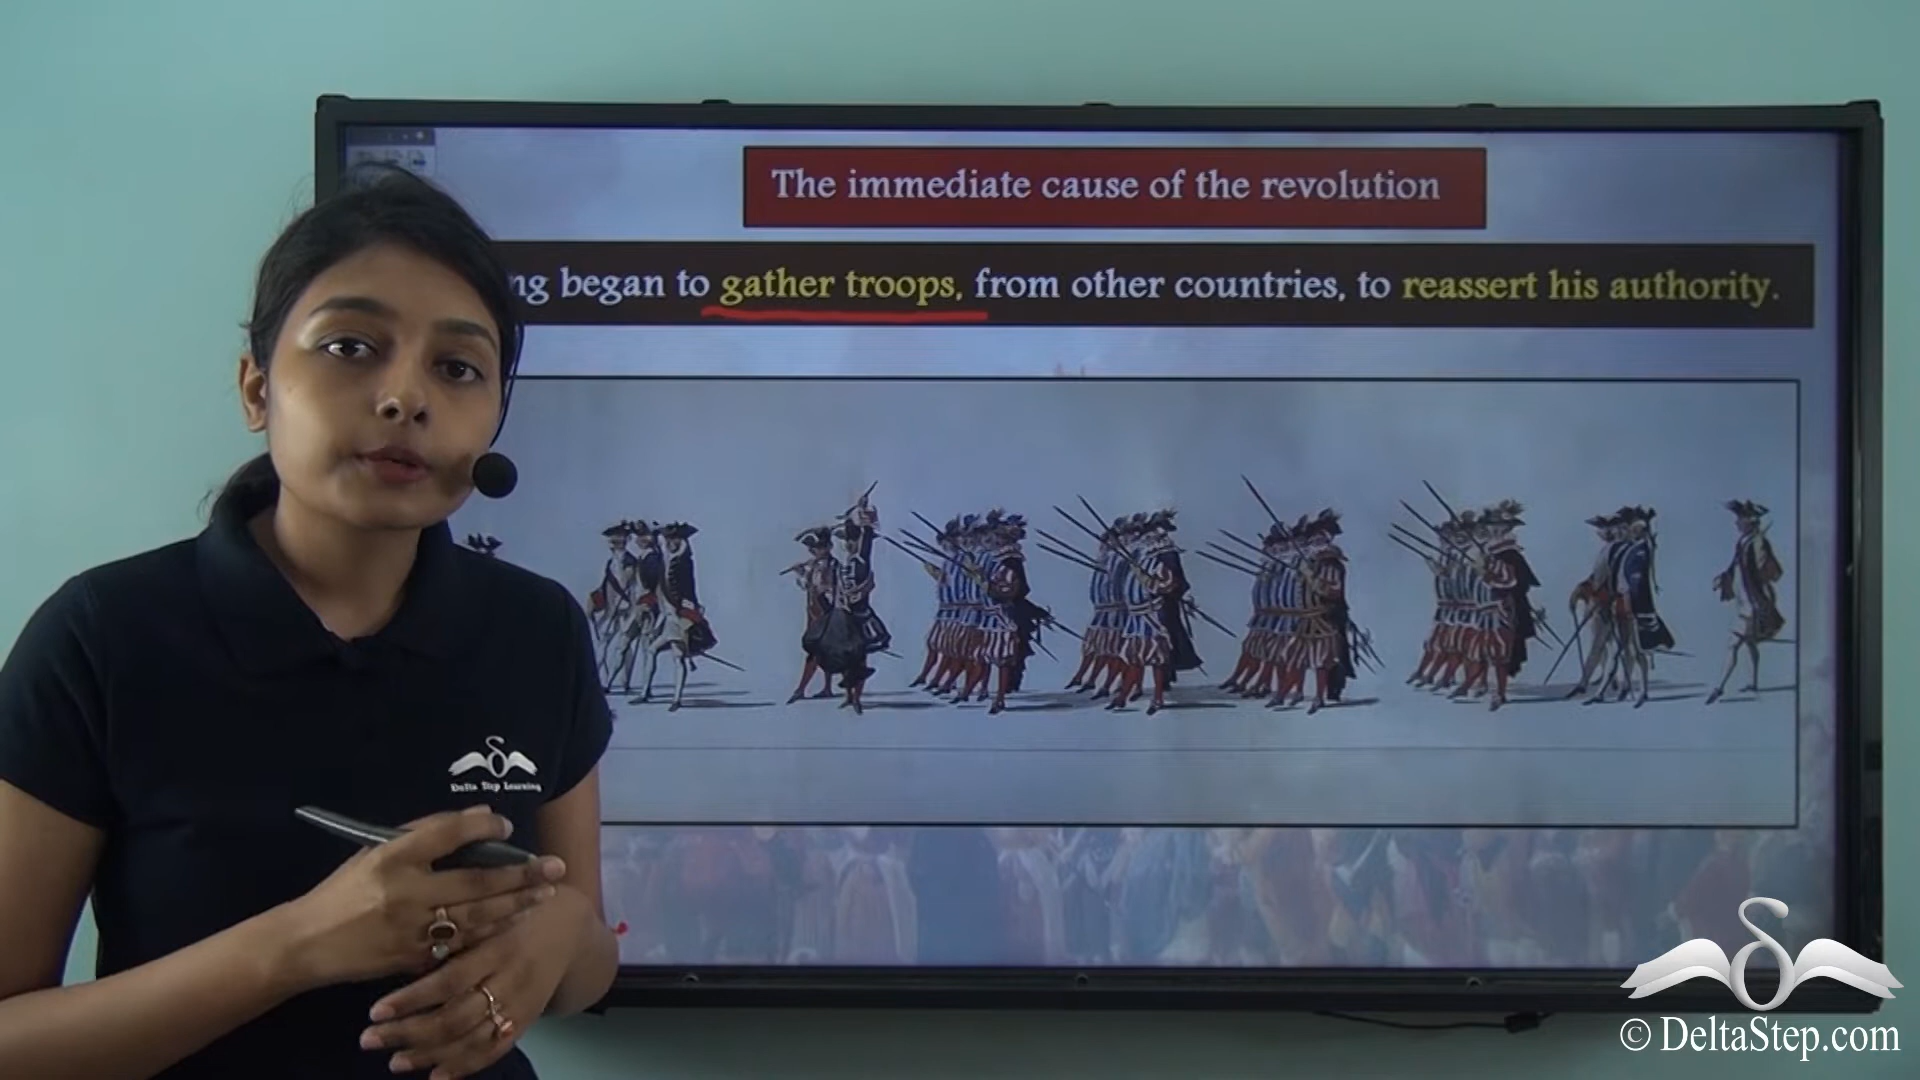 The immediate cause of the revolution
ng began to gather troops, from other countries, to reassert his authority.
Delta Step Learning
© DeltaStep.com